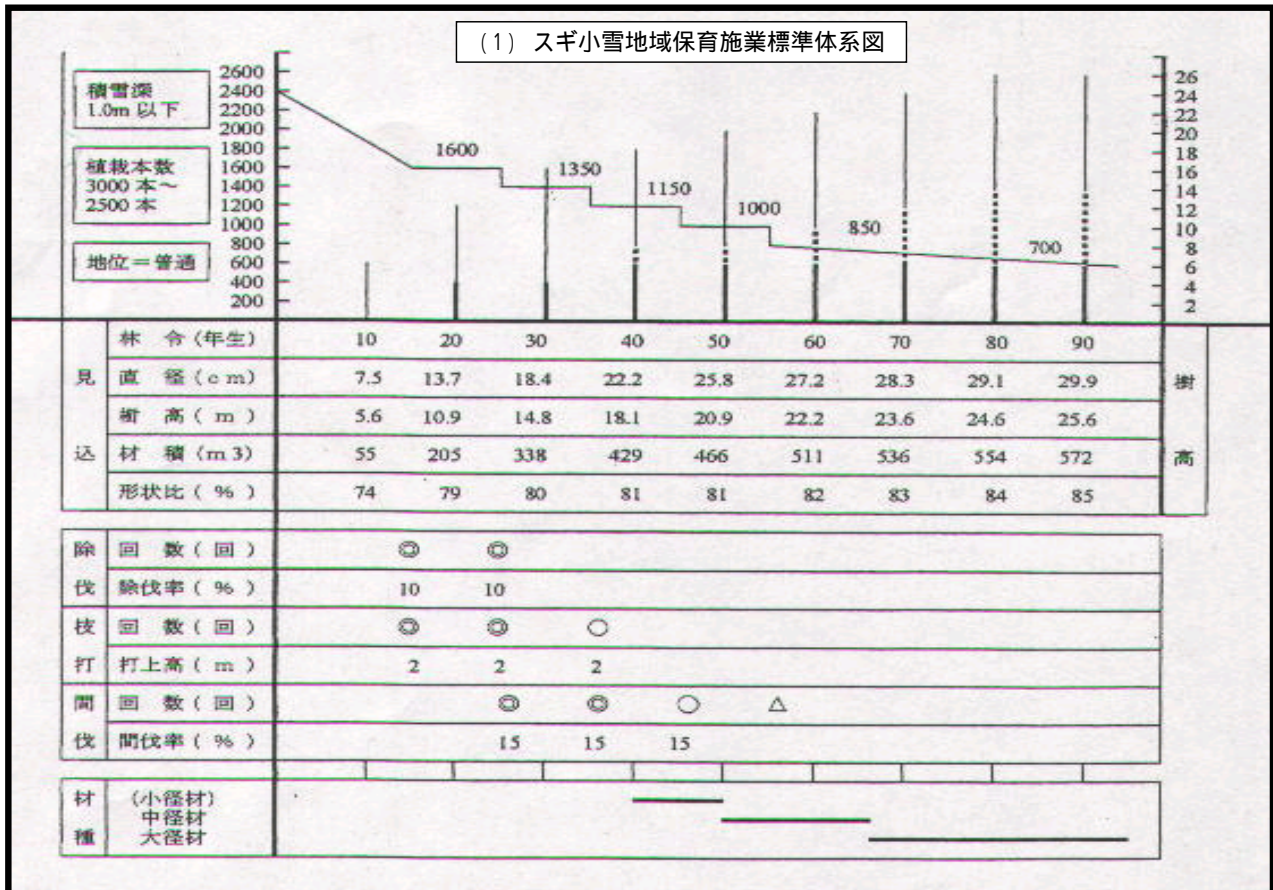 (1) スギ小雪地域保育施業標準体系図
積雪深
1.0m 以下
植栽本数
3000 本～
2500 本
地位＝普通
2600
2400
2200
2000
1800
1600
1400
1200
1000
800
600
400
200
1600
1350
1150
1000
850
700
26
24
22
20
18
16
14
12
10
8
6
4
2
見込
林 令 (年生) 10 20 30 40 50 60 70 80 90
直 径 (cm) 7.5 13.7 18.4 22.2 25.8 27.2 28.3 29.1 29.9
樹 高 ( m ) 5.6 10.9 14.8 18.1 20.9 22.2 23.6 24.6 25.6
材 積 (m3) 55 205 338 429 466 511 536 554 572
形状比 ( % ) 74 79 80 81 81 82 83 84 85
樹高
除伐
回 数 ( 回 ) ◎ ◎
除伐率 ( % ) 10 10
枝打
回 数 ( 回 ) ◎ ◎ ○
打上高 ( m ) 2 2 2
間伐
回 数 ( 回 ) ◎ ◎ ○ △
間伐率 ( % ) 15 15 15
材種
(小径材)
中径材
大径材